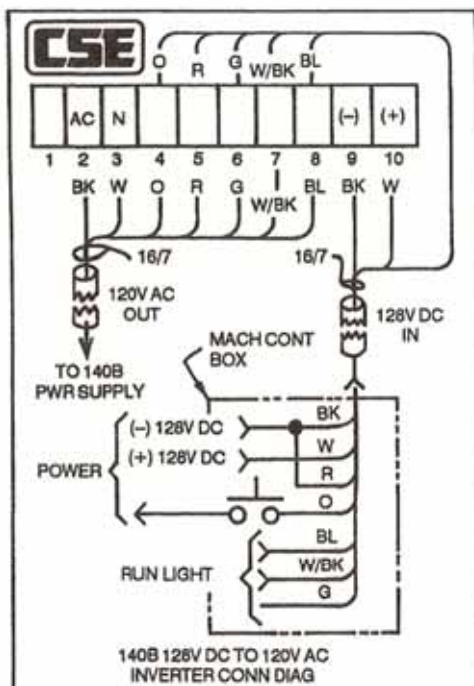 CSE
O R G W/BK BL
AC N (-) (+)
1 2 3 4 5 6 7 8 9 10
BK W O R G W/BK BL BK W
16/7 16/7
120V AC
OUT
128V DC
IN
TO 140B
PWR SUPPLY
MACH CONT
BOX
POWER
(-) 128V DC
(+) 128V DC
BK
W
R
O
RUN LIGHT
BL
W/BK
G
140B 128V DC TO 120V AC
INVERTER CONN DIAG